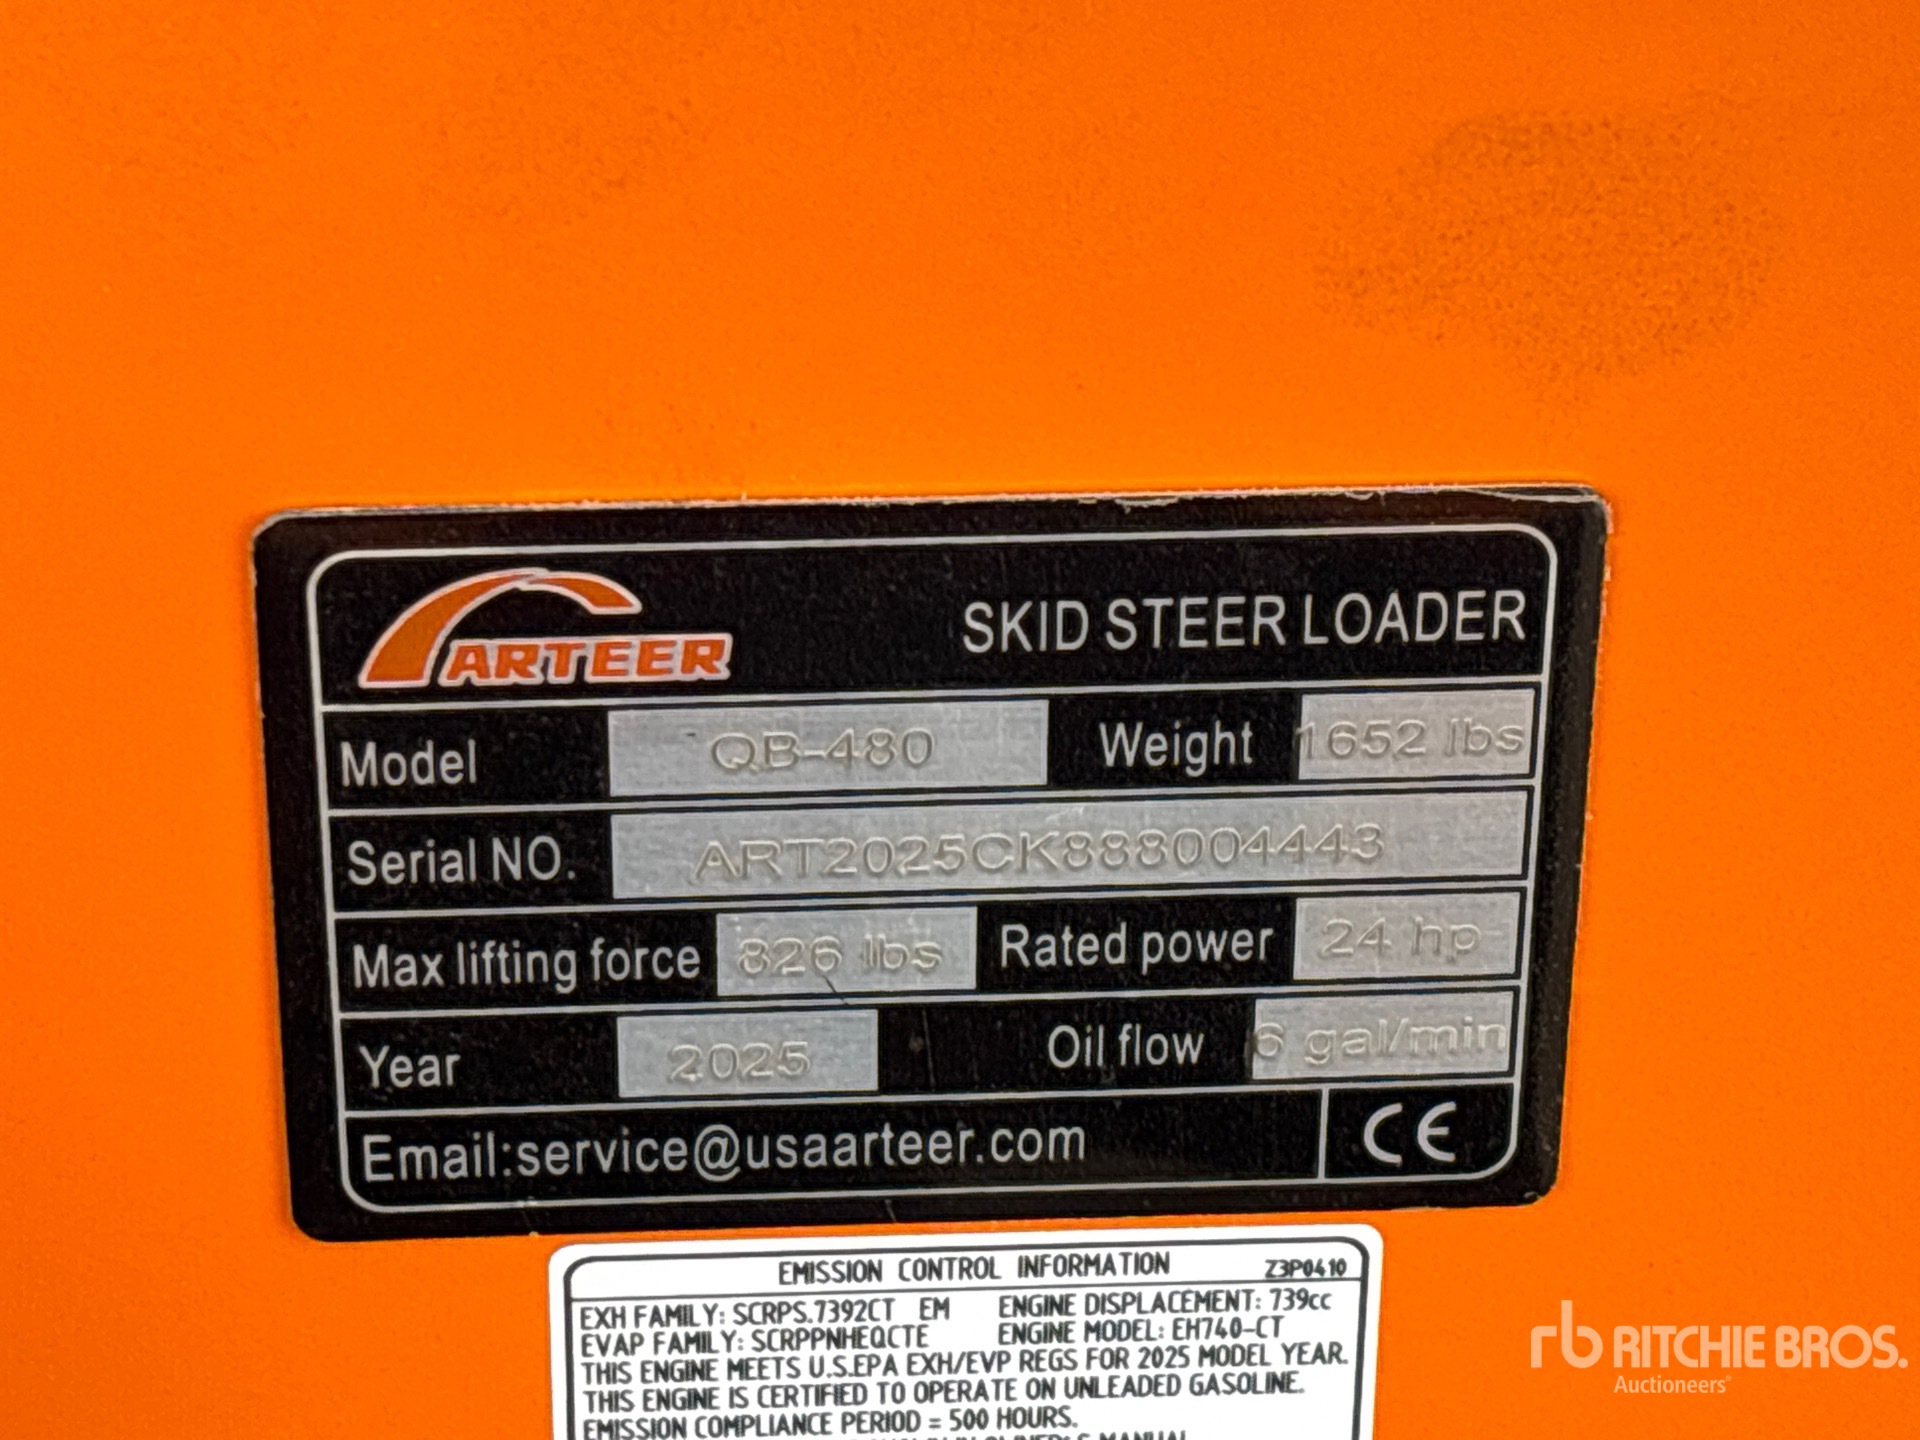 ARTEER
SKID STEER LOADER
Model QB-480 Weight 1652 lbs
Serial NO. ART2025CK888004443
Max lifting force 826 lbs Rated power 24 hp
Year 2025 Oil flow 6 gal/min
Email:service@usaarteer.com CE
EMISSION CONTROL INFORMATION Z3P0410
EXH FAMILY: SCRPS.7392CT EM ENGINE DISPLACEMENT: 739cc
EVAP FAMILY: SCRPPNHEQCTE ENGINE MODEL: EH740-CT
THIS ENGINE MEETS U.S.EPA EXH/EVP REGS FOR 2025 MODEL YEAR.
THIS ENGINE IS CERTIFIED TO OPERATE ON UNLEADED GASOLINE.
EMISSION COMPLIANCE PERIOD = 500 HOURS.
rb RITCHIE BROS.
Auctioneers